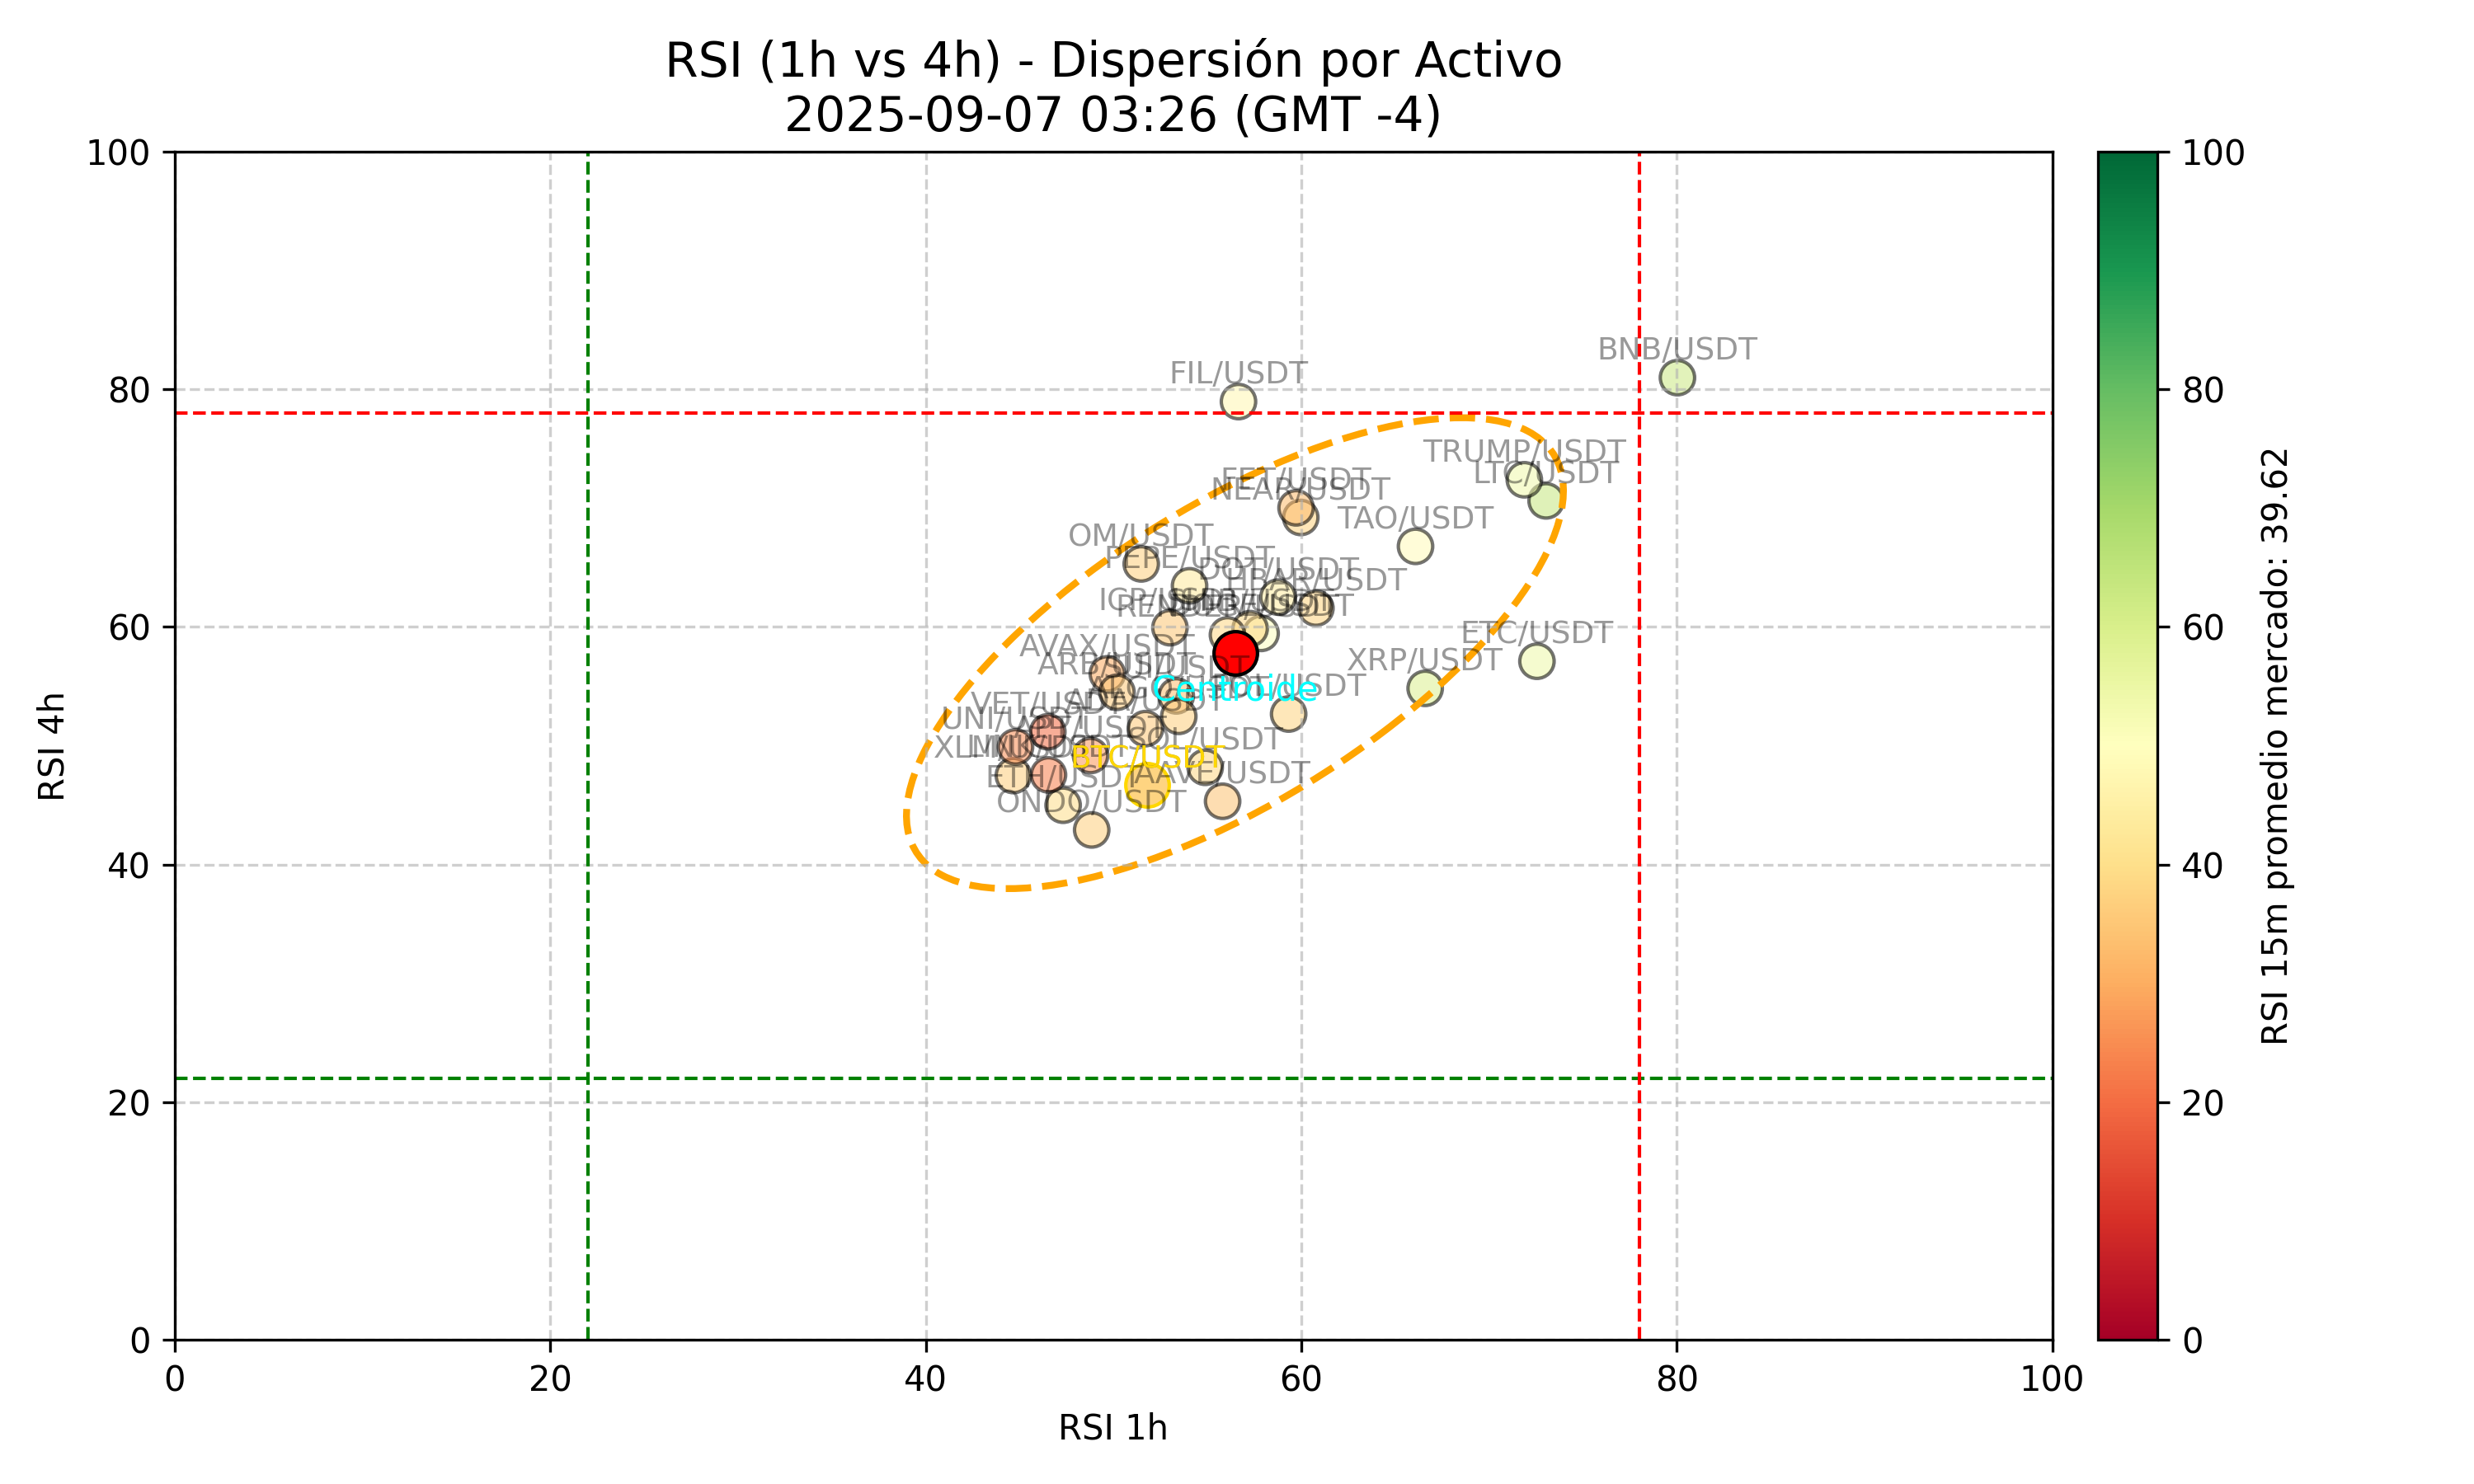 RSI (1h vs 4h) - Dispersión por Activo
2025-09-07 03:26 (GMT -4)
100
80
60
40
20
0
RSI 4h
0
20
40
60
80
100
RSI 1h
BNB/USDT
FIL/USDT
TRUMP/USDT
LTC/USDT
FET/USDT
NEAR/USDT
TAO/USDT
OM/USDT
PEPE/USDT
DOT/USDT
HBAR/USDT
ICP/USDT
ETC/USDT
AVAX/USDT
XRP/USDT
ARB/USDT
Centroide
VET/USDT
UNI/USDT
BTC/USDT
ETH/USDT
AAVE/USDT
ONDO/USDT
100
80
60
40
20
0
RSI 15m promedio mercado: 39.62